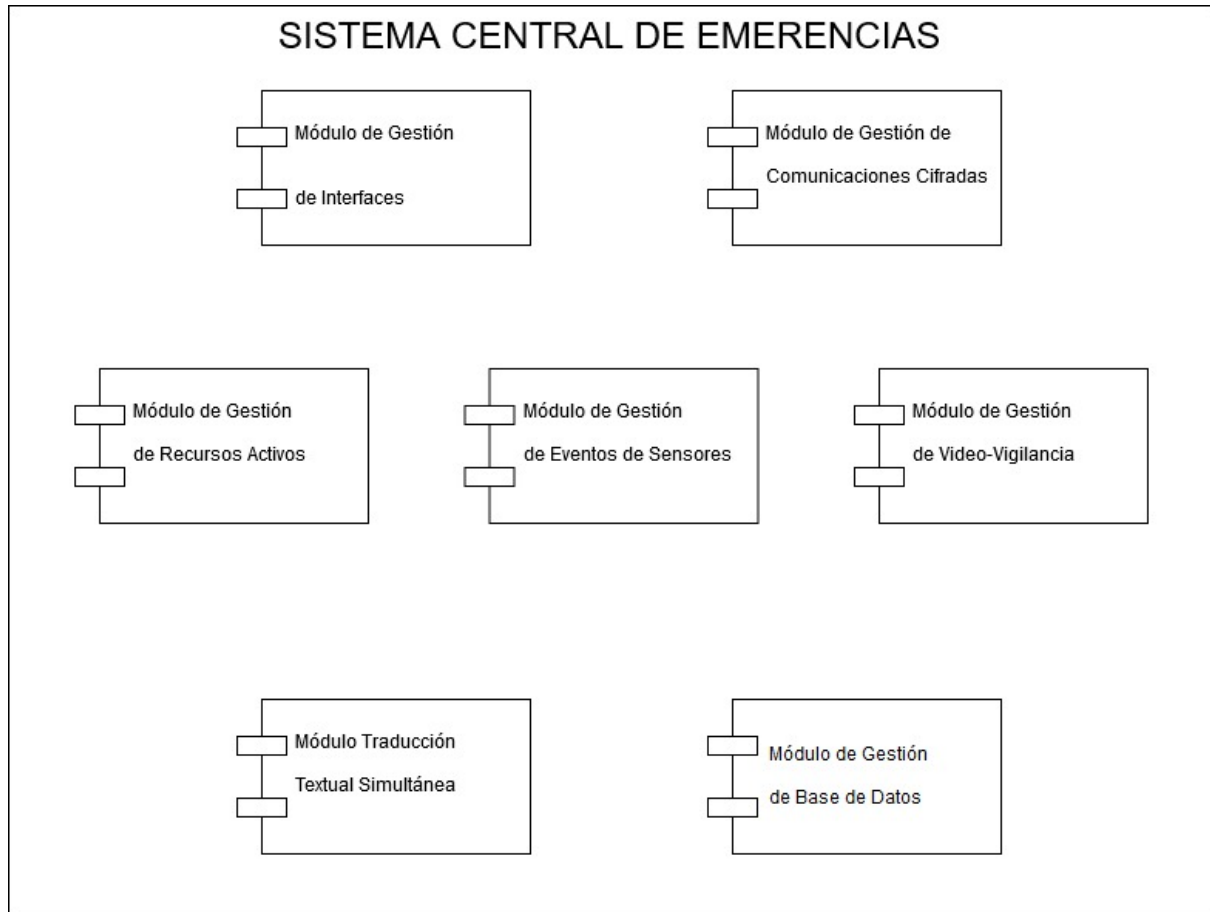 SISTEMA CENTRAL DE EMERENCIAS
Módulo de Gestión
de Interfaces
Módulo de Gestión de
Comunicaciones Cifradas
Módulo de Gestión
de Recursos Activos
Módulo de Gestión
de Eventos de Sensores
Módulo de Gestión
de Video-Vigilancia
Módulo Traducción
Textual Simultánea
Módulo de Gestión
de Base de Datos